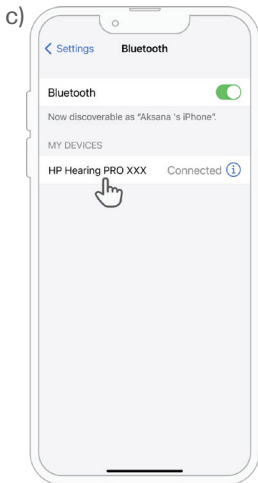 c)
Settings Bluetooth
Bluetooth
Now discoverable as “Aksana 's iPhone”.
MY DEVICES
HP Hearing PRO XXX Connected i